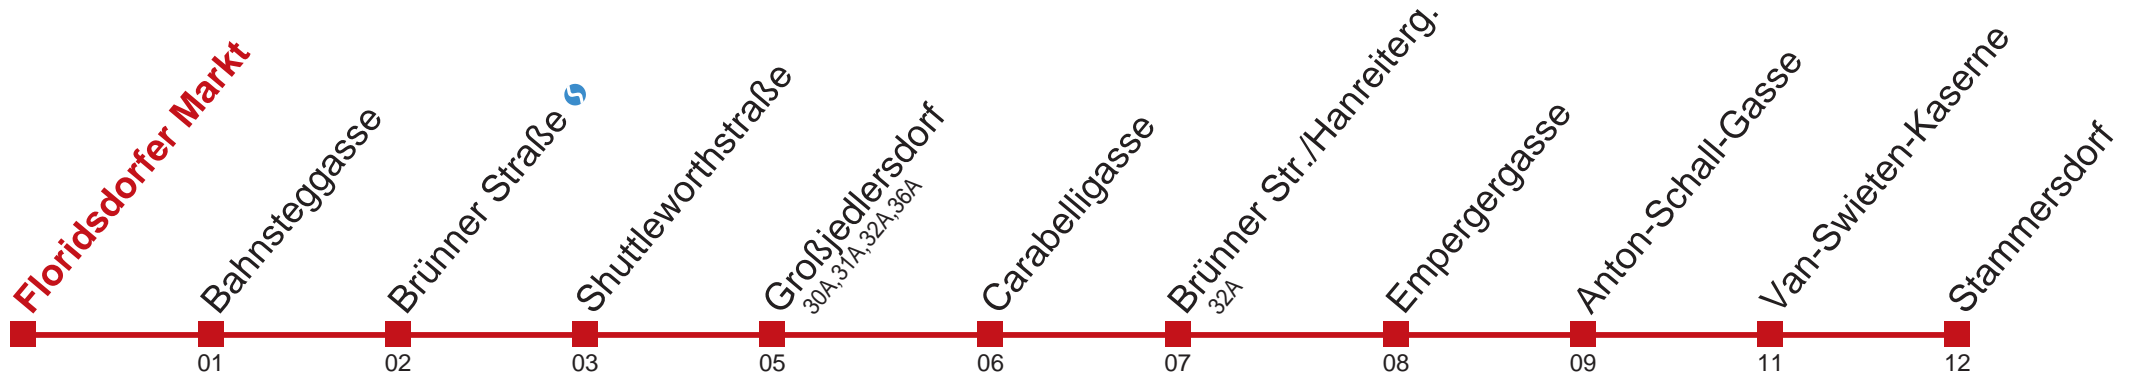 Floridsdorfer Markt
Bahnsteggasse
Brünner Straße
Shuttleworthstraße
Großjedlersdorf
30A,31A,32A,36A
Carabelligasse
Brünner Str./Hanreiterg.
32A
Empergergasse
Anton-Schall-Gasse
Van-Swieten-Kaserne
Stammersdorf
01
02
03
05
06
07
08
09
11
12